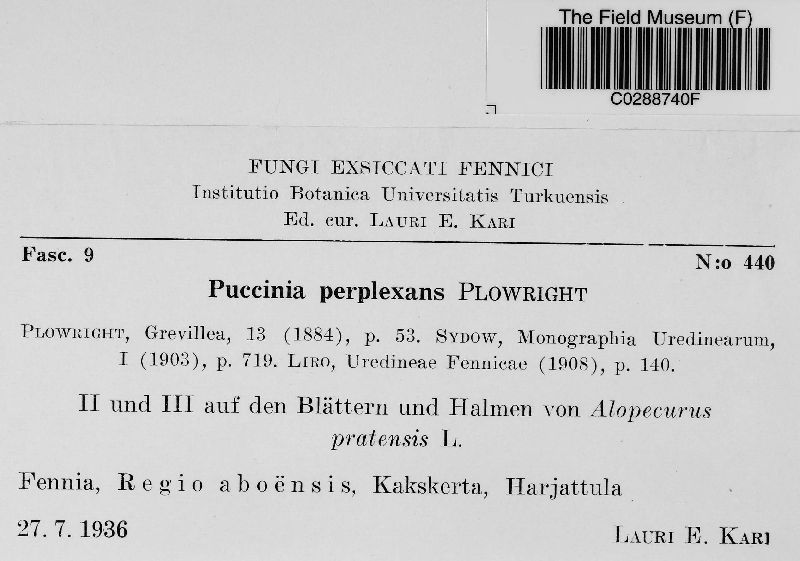 The Field Museum (F)
C0288740F
FUNGI EXSICCATI FENNICI
Institutio Botanica Universitatis Turkuensis
Ed. cur. LAURI E. KARI
Fasc. 9 N:o 440
Puccinia perplexans PLOWRIGHT
PLOWRIGHT, Grevillea, 13 (1884), p. 53. SYDOW, Monographia Uredinearum,
I (1903), p. 719. LIRO, Uredineae Fennicae (1908), p. 140.
II und III auf den Blättern und Halmen von Alopecurus
pratensis L.
Fennia, Regio aboënsis, Kakskerta, Harjattula
27. 7. 1936 LAURI E. KARI